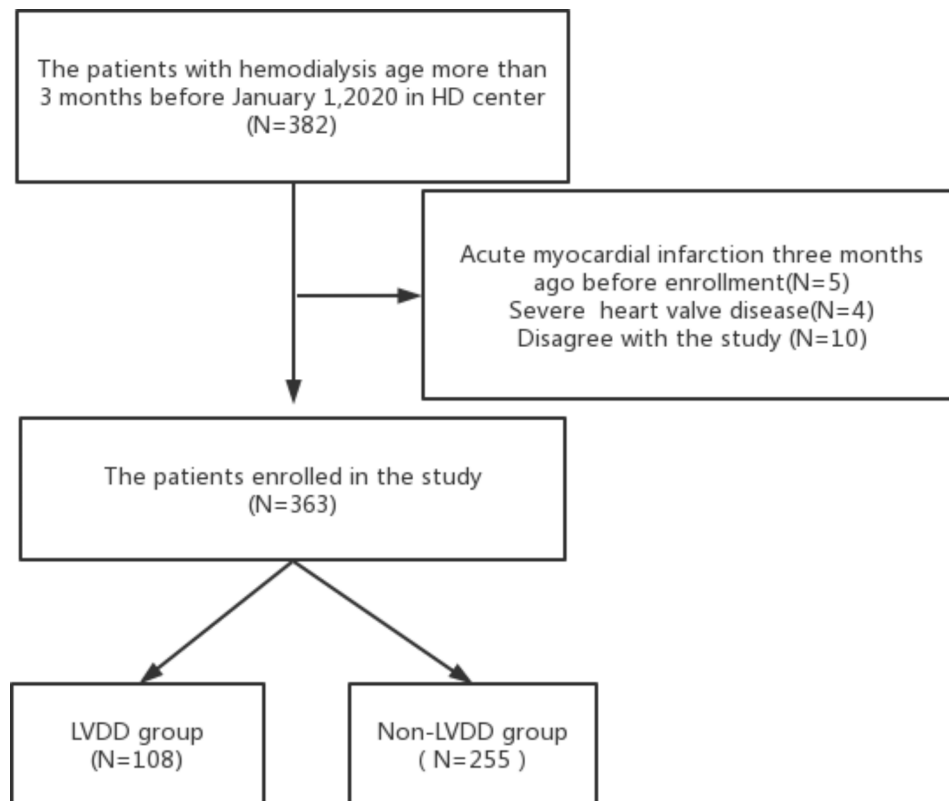 The patients with hemodialysis age more than
3 months before January 1,2020 in HD center
(N=382)
Acute myocardial infarction three months
ago before enrollment(N=5)
Severe heart valve disease(N=4)
Disagree with the study (N=10)
The patients enrolled in the study
(N=363)
LVDD group
(N=108)
Non-LVDD group
( N=255 )